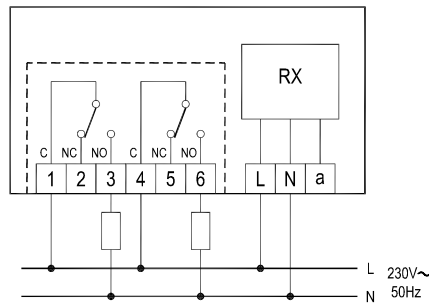 RX
C NC NO C NC NO
1 2 3 4 5 6 L N a
L 230V~
N 50Hz